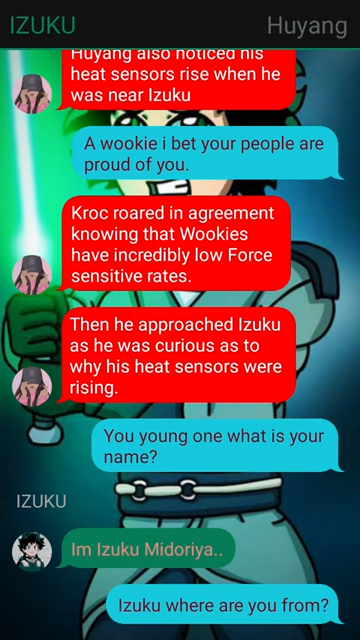 IZUKU Huyang
Huyang also noticed his
heat sensors rise when he
was near Izuku
A wookie i bet your people are
proud of you.
Kroc roared in agreement
knowing that Wookies
have incredibly low Force
sensitive rates.
Then he approached Izuku
as he was curious as to
why his heat sensors were
rising.
You young one what is your
name?
IZUKU
Im Izuku Midoriya..
Izuku where are you from?